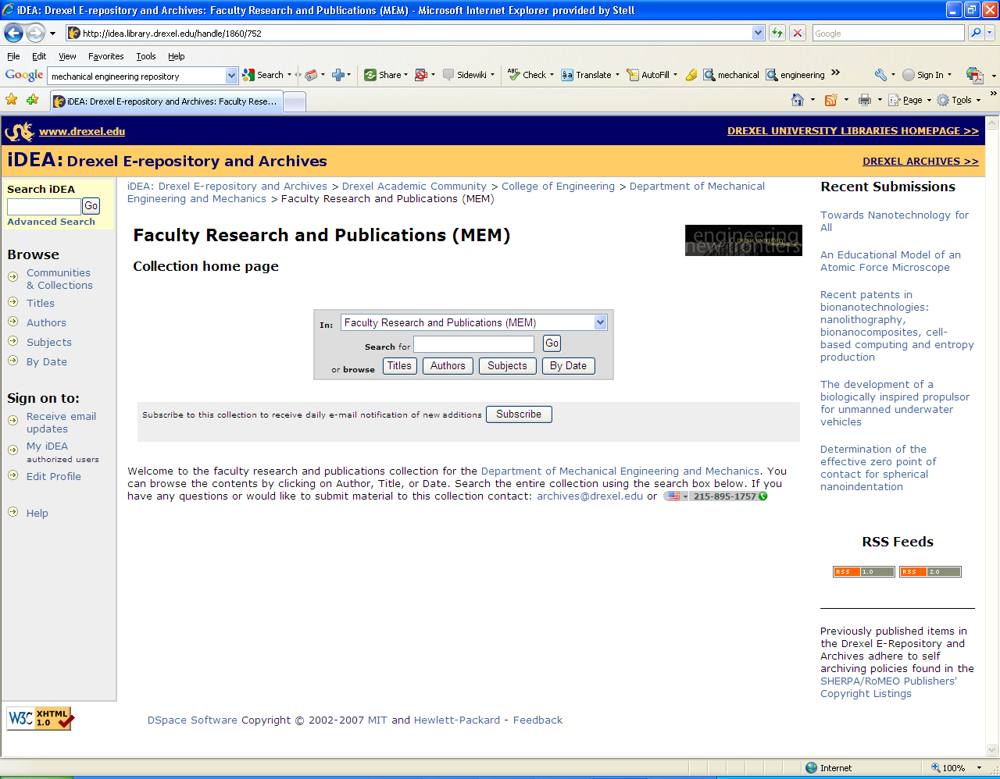 iDEA: Drexel E-repository and Archives: Faculty Research and Publications (MEM) - Microsoft Internet Explorer provided by Stell
http://idea.library.drexel.edu/handle/1860/752
Google
File Edit View Favorites Tools Help
Google mechanical engineering repository Search Share Sidewiki Check Translate AutoFill mechanical engineering Sign In
iDEA: Drexel E-repository and Archives: Faculty Rese...
Page Tools
www.drexel.edu
DREXEL UNIVERSITY LIBRARIES HOMEPAGE >>
iDEA: Drexel E-repository and Archives
DREXEL ARCHIVES >>
Search iDEA
Go
Advanced Search
Browse
Communities
& Collections
Titles
Authors
Subjects
By Date
Sign on to:
Receive email
updates
My iDEA
authorized users
Edit Profile
Help
iDEA: Drexel E-repository and Archives > Drexel Academic Community > College of Engineering > Department of Mechanical
Engineering and Mechanics > Faculty Research and Publications (MEM)
Faculty Research and Publications (MEM)
engineering
DREXEL UNIVERSITY
new frontiers
Collection home page
In: Faculty Research and Publications (MEM)
Search for Go
or browse Titles Authors Subjects By Date
Subscribe to this collection to receive daily e-mail notification of new additions Subscribe
Welcome to the faculty research and publications collection for the Department of Mechanical Engineering and Mechanics. You
can browse the contents by clicking on Author, Title, or Date. Search the entire collection using the search box below. If you
have any questions or would like to submit material to this collection contact: archives@drexel.edu or 215-895-1757
Recent Submissions
Towards Nanotechnology for
All
An Educational Model of an
Atomic Force Microscope
Recent patents in
bionanotechnologies:
nanolithography,
bionanocomposites, cell-
based computing and entropy
production
The development of a
biologically inspired propulsor
for unmanned underwater
vehicles
Determination of the
effective zero point of
contact for spherical
nanoindentation
RSS Feeds
RSS 1.0 RSS 2.0
Previously published items in
the Drexel E-Repository and
Archives adhere to self
archiving policies found in the
SHERPA/RoMEO Publishers'
Copyright Listings
W3C XHTML 1.0
DSpace Software Copyright © 2002-2007 MIT and Hewlett-Packard - Feedback
Internet
100%